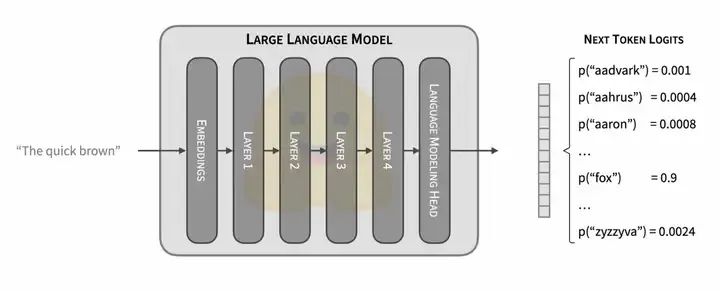 LARGE LANGUAGE MODEL
NEXT TOKEN LOGITS
"The quick brown"
EMBEDDINGS
LAYER 1
LAYER 2
LAYER 3
LAYER 4
LANGUAGE MODELING HEAD
p("aadvark") = 0.001
p("aahrus") = 0.0004
p("aaron") = 0.0008
...
p("fox") = 0.9
...
p("zyzzyva") = 0.0024